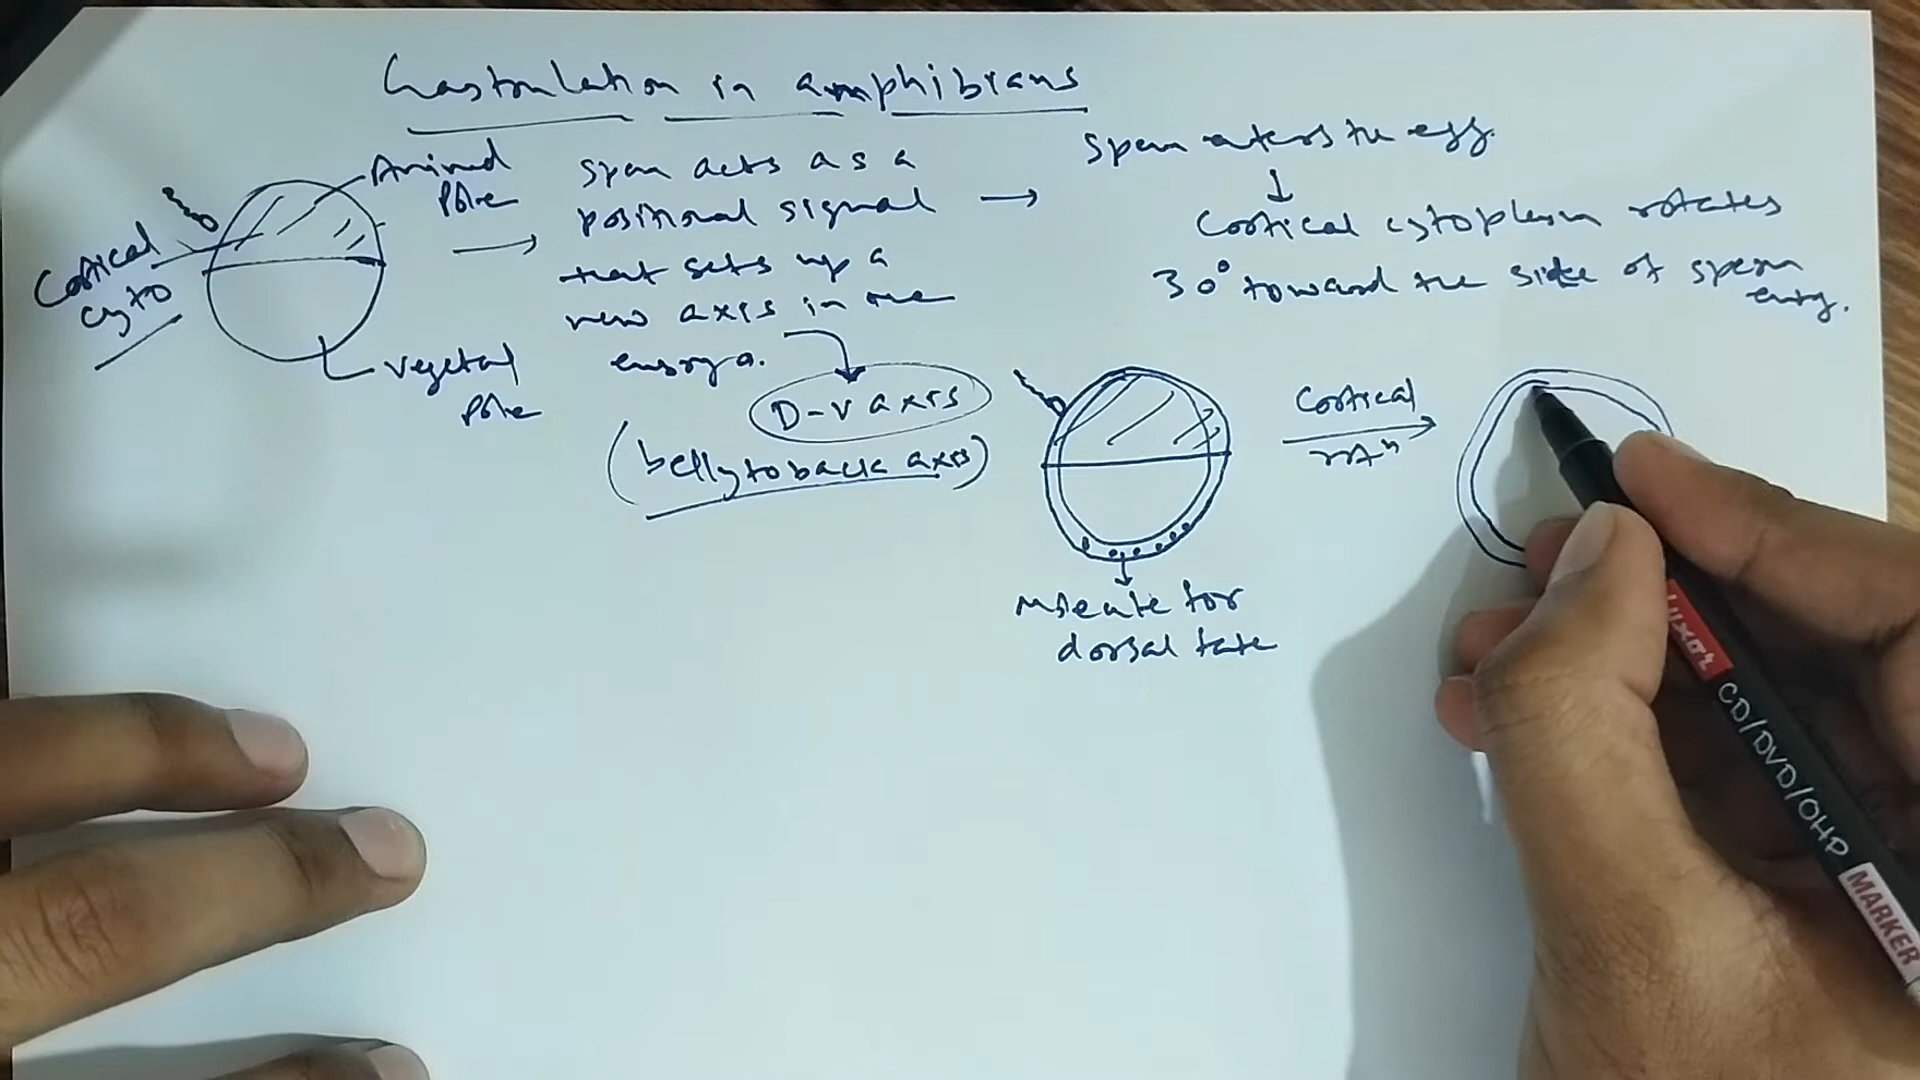 Gastrulation in amphibians
Animal
Pole
Cortical
cyto
Vegetal
Pole
sperm acts as a
positional signal
that sets up a
new axis in the
embryo.
D-V axis
(belly to back axis)
Sperm enters the egg.
Cortical cytoplasm rotates
30° toward the side of sperm
entry.
Cortical
rotⁿ
Molecule for
dorsal fate
Luxor
CD/DVD/OHP
MARKER